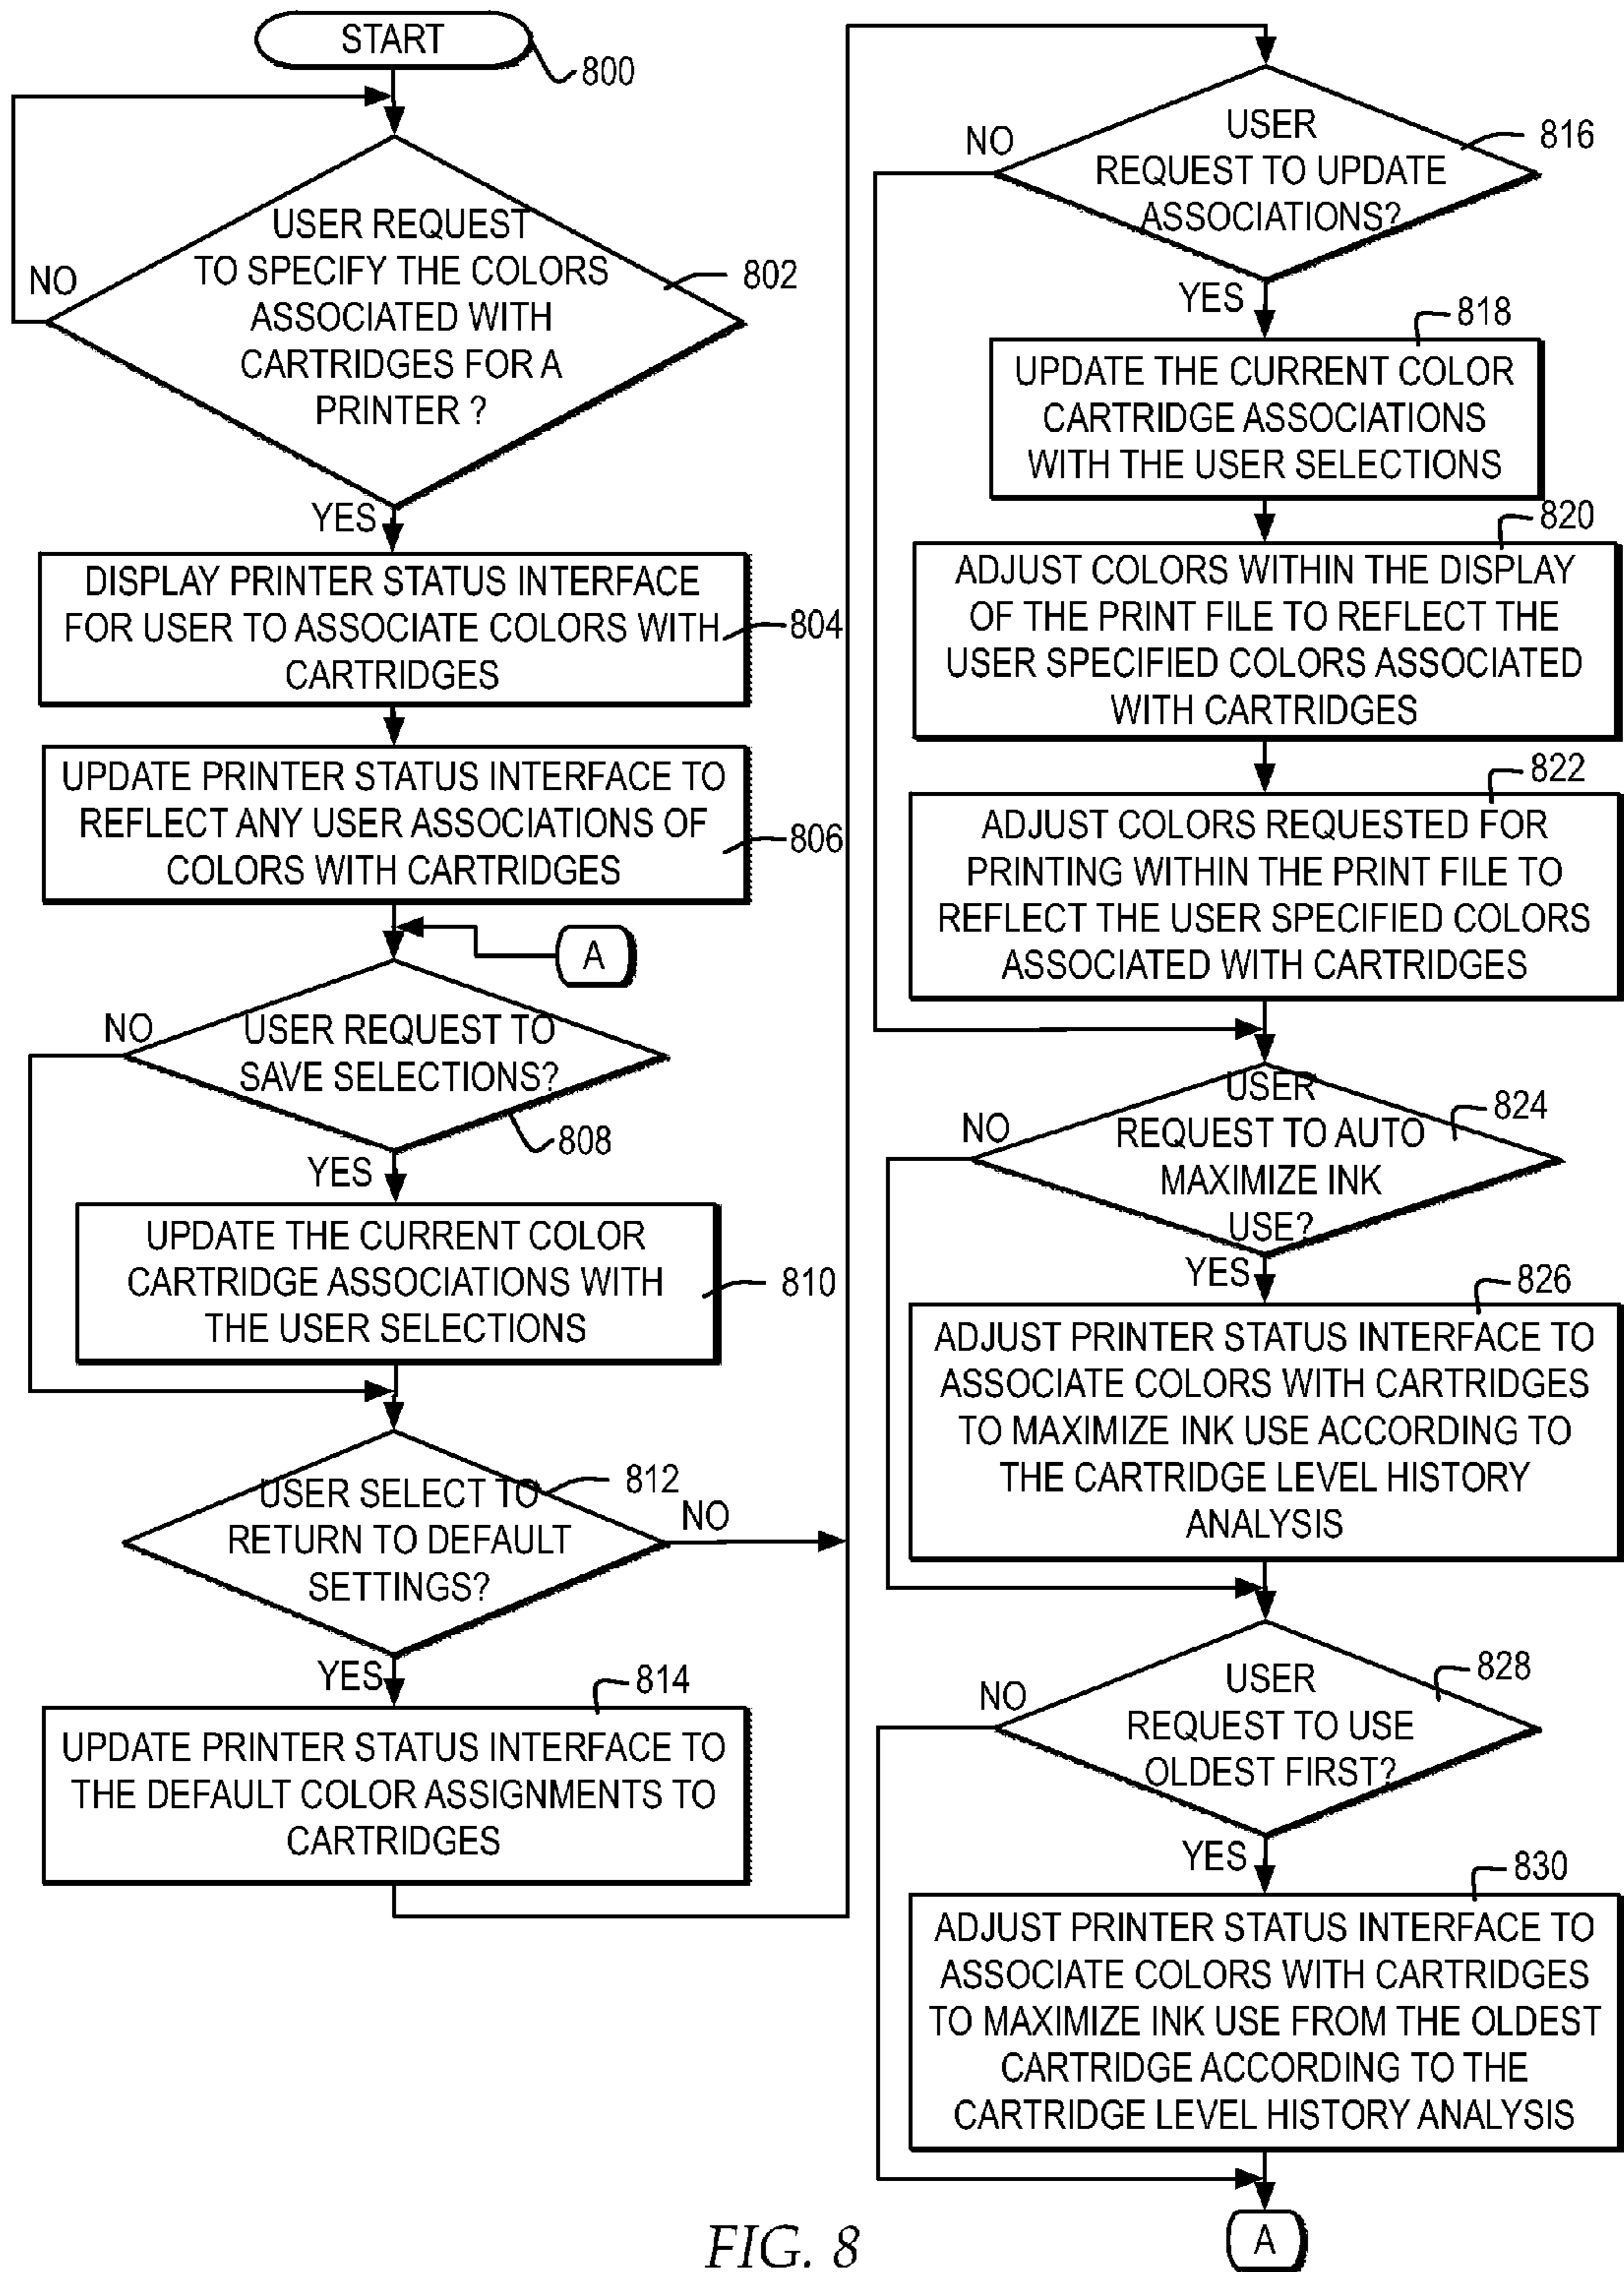 START
800
USER REQUEST
TO SPECIFY THE COLORS
ASSOCIATED WITH
CARTRIDGES FOR A
PRINTER ?
802
NO
YES
DISPLAY PRINTER STATUS INTERFACE
FOR USER TO ASSOCIATE COLORS WITH
CARTRIDGES
804
UPDATE PRINTER STATUS INTERFACE TO
REFLECT ANY USER ASSOCIATIONS OF
COLORS WITH CARTRIDGES
806
A
NO
USER REQUEST TO
SAVE SELECTIONS?
808
YES
UPDATE THE CURRENT COLOR
CARTRIDGE ASSOCIATIONS WITH
THE USER SELECTIONS
810
USER SELECT TO
RETURN TO DEFAULT
SETTINGS?
812
NO
YES
814
UPDATE PRINTER STATUS INTERFACE TO
THE DEFAULT COLOR ASSIGNMENTS TO
CARTRIDGES
USER
REQUEST TO UPDATE
ASSOCIATIONS?
816
NO
YES
818
UPDATE THE CURRENT COLOR
CARTRIDGE ASSOCIATIONS
WITH THE USER SELECTIONS
820
ADJUST COLORS WITHIN THE DISPLAY
OF THE PRINT FILE TO REFLECT THE
USER SPECIFIED COLORS ASSOCIATED
WITH CARTRIDGES
822
ADJUST COLORS REQUESTED FOR
PRINTING WITHIN THE PRINT FILE TO
REFLECT THE USER SPECIFIED COLORS
ASSOCIATED WITH CARTRIDGES
USER
REQUEST TO AUTO
MAXIMIZE INK
USE?
824
NO
YES
826
ADJUST PRINTER STATUS INTERFACE TO
ASSOCIATE COLORS WITH CARTRIDGES
TO MAXIMIZE INK USE ACCORDING TO
THE CARTRIDGE LEVEL HISTORY
ANALYSIS
USER
REQUEST TO USE
OLDEST FIRST?
828
NO
YES
830
ADJUST PRINTER STATUS INTERFACE TO
ASSOCIATE COLORS WITH CARTRIDGES
TO MAXIMIZE INK USE FROM THE OLDEST
CARTRIDGE ACCORDING TO THE
CARTRIDGE LEVEL HISTORY ANALYSIS
A
FIG. 8